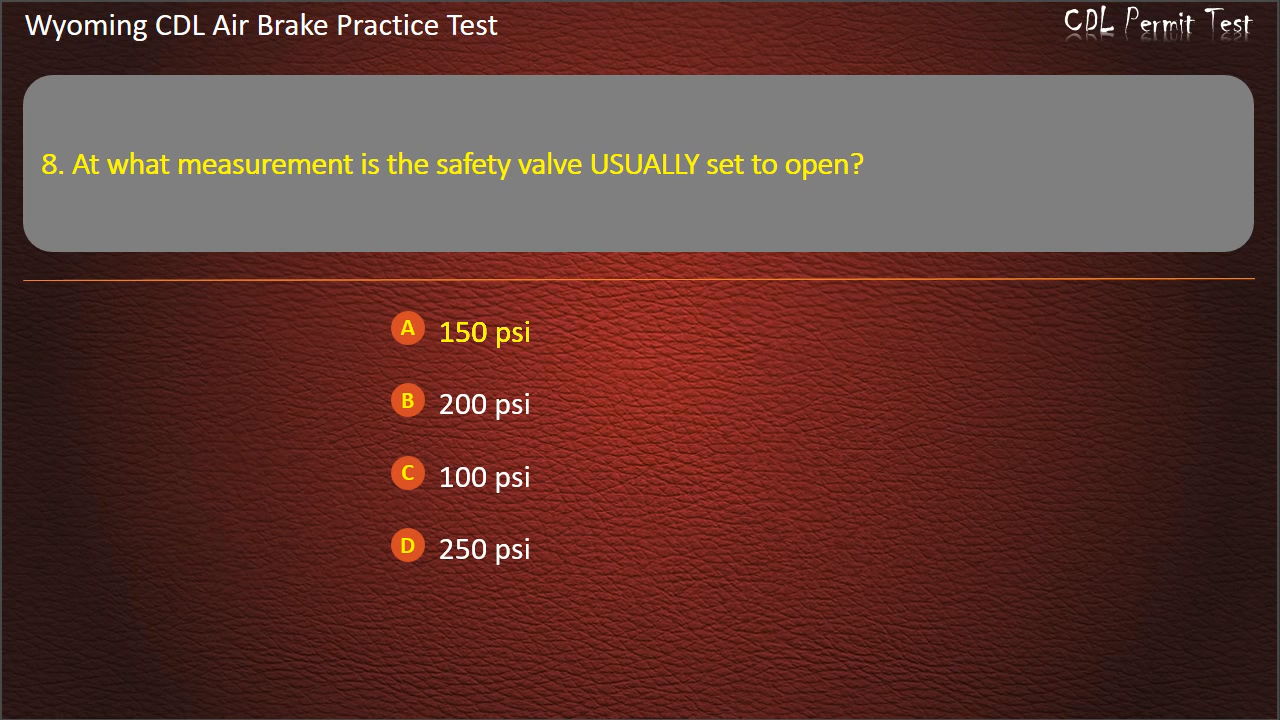 Wyoming CDL Air Brake Practice Test
CDL Permit Test
8. At what measurement is the safety valve USUALLY set to open?
A 150 psi
B 200 psi
C 100 psi
D 250 psi